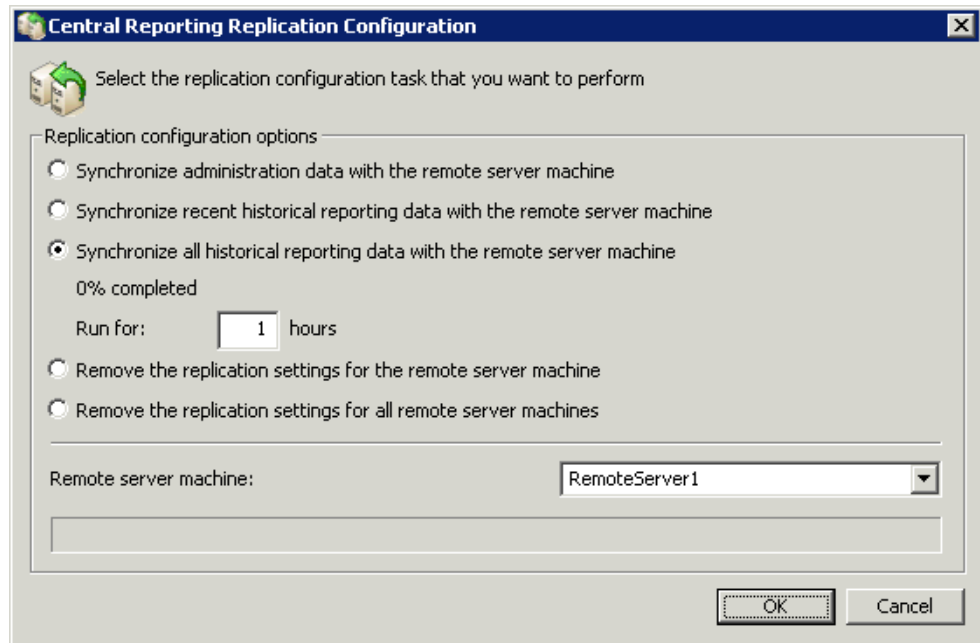 Central Reporting Replication Configuration
Select the replication configuration task that you want to perform
Replication configuration options
Synchronize administration data with the remote server machine
Synchronize recent historical reporting data with the remote server machine
Synchronize all historical reporting data with the remote server machine
0% completed
Run for: 1 hours
Remove the replication settings for the remote server machine
Remove the replication settings for all remote server machines
Remote server machine: RemoteServer1
OK Cancel